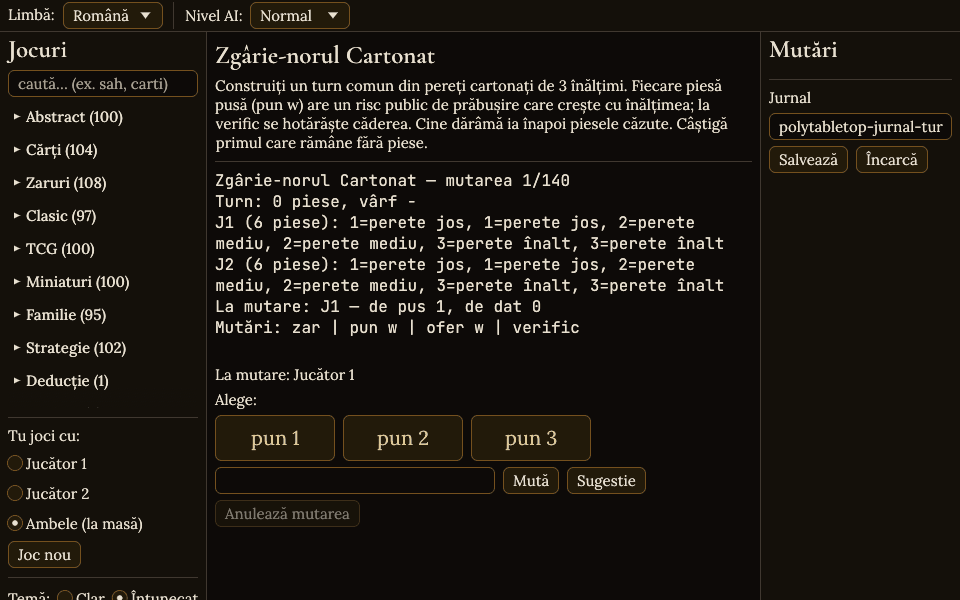 Limbă: Română ▼ Nivel AI: Normal ▼
Jocuri
caută... (ex. sah, carti)
▸ Abstract (100)
▸ Cărți (104)
▸ Zaruri (108)
▸ Clasic (97)
▸ TCG (100)
▸ Miniaturi (100)
▸ Familie (95)
▸ Strategie (102)
▸ Deducție (1)
Tu joci cu:
Jucător 1
Jucător 2
Ambele (la masă)
Joc nou
Temă: Clar Întunecat
Zgârie-norul Cartonat
Construiți un turn comun din pereți cartonați de 3 înălțimi. Fiecare piesă
pusă (pun w) are un risc public de prăbușire care crește cu înălțimea; la
verific se hotărăște căderea. Cine dărâmă ia înapoi piesele căzute. Câștigă
primul care rămâne fără piese.
Zgârie-norul Cartonat — mutarea 1/140
Turn: 0 piese, vârf -
J1 (6 piese): 1=perete jos, 1=perete jos, 2=perete
mediu, 2=perete mediu, 3=perete înalt, 3=perete înalt
J2 (6 piese): 1=perete jos, 1=perete jos, 2=perete
mediu, 2=perete mediu, 3=perete înalt, 3=perete înalt
La mutare: J1 — de pus 1, de dat 0
Mutări: zar | pun w | ofer w | verific
La mutare: Jucător 1
Alege:
pun 1 pun 2 pun 3
Mută Sugestie
Anulează mutarea
Mutări
Jurnal
polytabletop-jurnal-tur
Salvează Încarcă